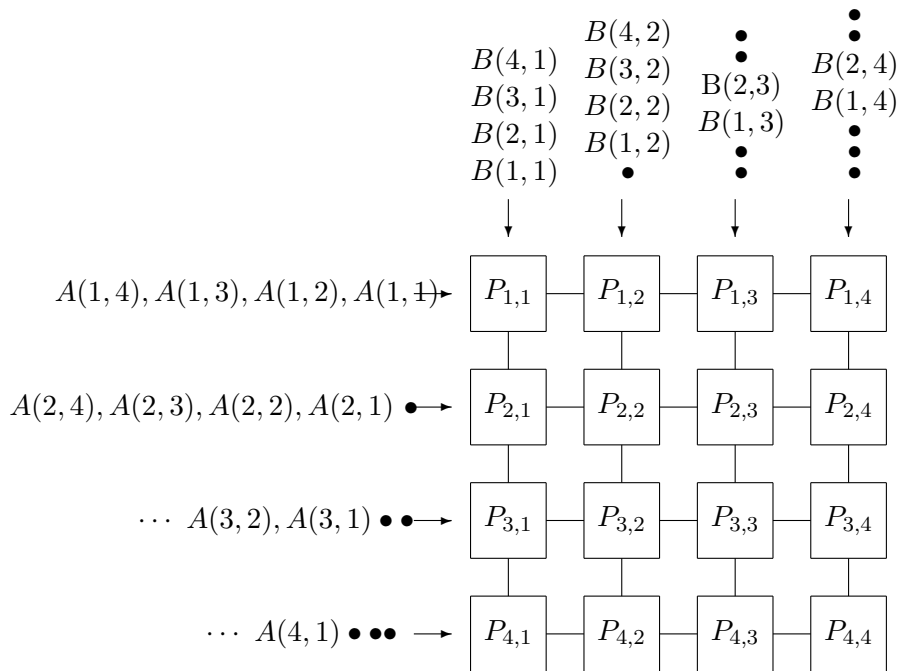 B(4, 1)
B(3, 1)
B(2, 1)
B(1, 1)
B(4, 2)
B(3, 2)
B(2, 2)
B(1, 2)
•
•
•
B(2,3)
B(1, 3)
•
•
•
•
B(2, 4)
B(1, 4)
•
•
•
A(1, 4), A(1, 3), A(1, 2), A(1, 1)
P1,1 P1,2 P1,3 P1,4
A(2, 4), A(2, 3), A(2, 2), A(2, 1) •
P2,1 P2,2 P2,3 P2,4
··· A(3, 2), A(3, 1) • •
P3,1 P3,2 P3,3 P3,4
··· A(4, 1) • ••
P4,1 P4,2 P4,3 P4,4